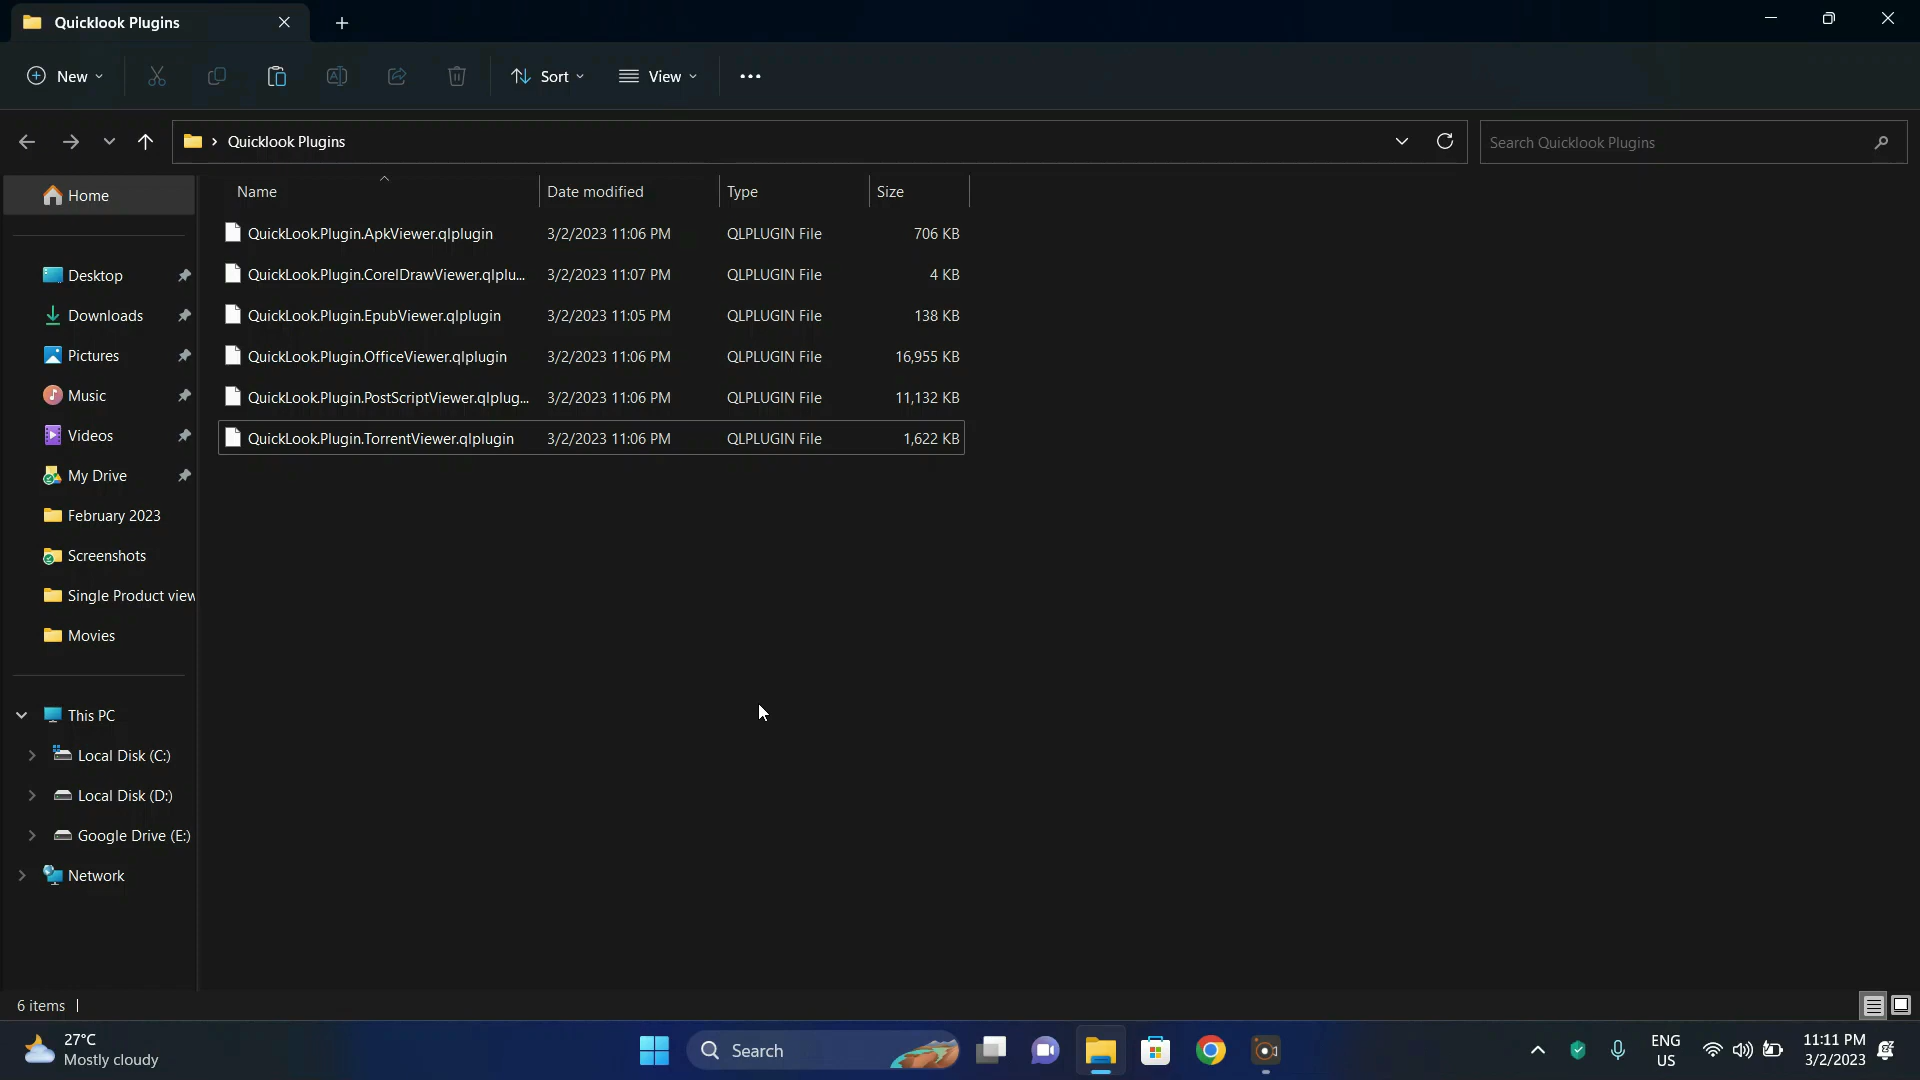 Quicklook Plugins
New
Sort
View
Quicklook Plugins
Search Quicklook Plugins
Name Date modified Type Size
QuickLook.Plugin.ApkViewer.qlplugin 3/2/2023 11:06 PM QLPLUGIN File 706 KB
QuickLook.Plugin.CorelDrawViewer.qlplu... 3/2/2023 11:07 PM QLPLUGIN File 4 KB
QuickLook.Plugin.EpubViewer.qlplugin 3/2/2023 11:05 PM QLPLUGIN File 138 KB
QuickLook.Plugin.OfficeViewer.qlplugin 3/2/2023 11:06 PM QLPLUGIN File 16,955 KB
QuickLook.Plugin.PostScriptViewer.qlplug... 3/2/2023 11:06 PM QLPLUGIN File 11,132 KB
QuickLook.Plugin.TorrentViewer.qlplugin 3/2/2023 11:06 PM QLPLUGIN File 1,622 KB
Home
Desktop
Downloads
Pictures
Music
Videos
My Drive
February 2023
Screenshots
Single Product view
Movies
This PC
Local Disk (C:)
Local Disk (D:)
Google Drive (E:)
Network
6 items
27°C
Mostly cloudy
Search
ENG
US
11:11 PM
3/2/2023